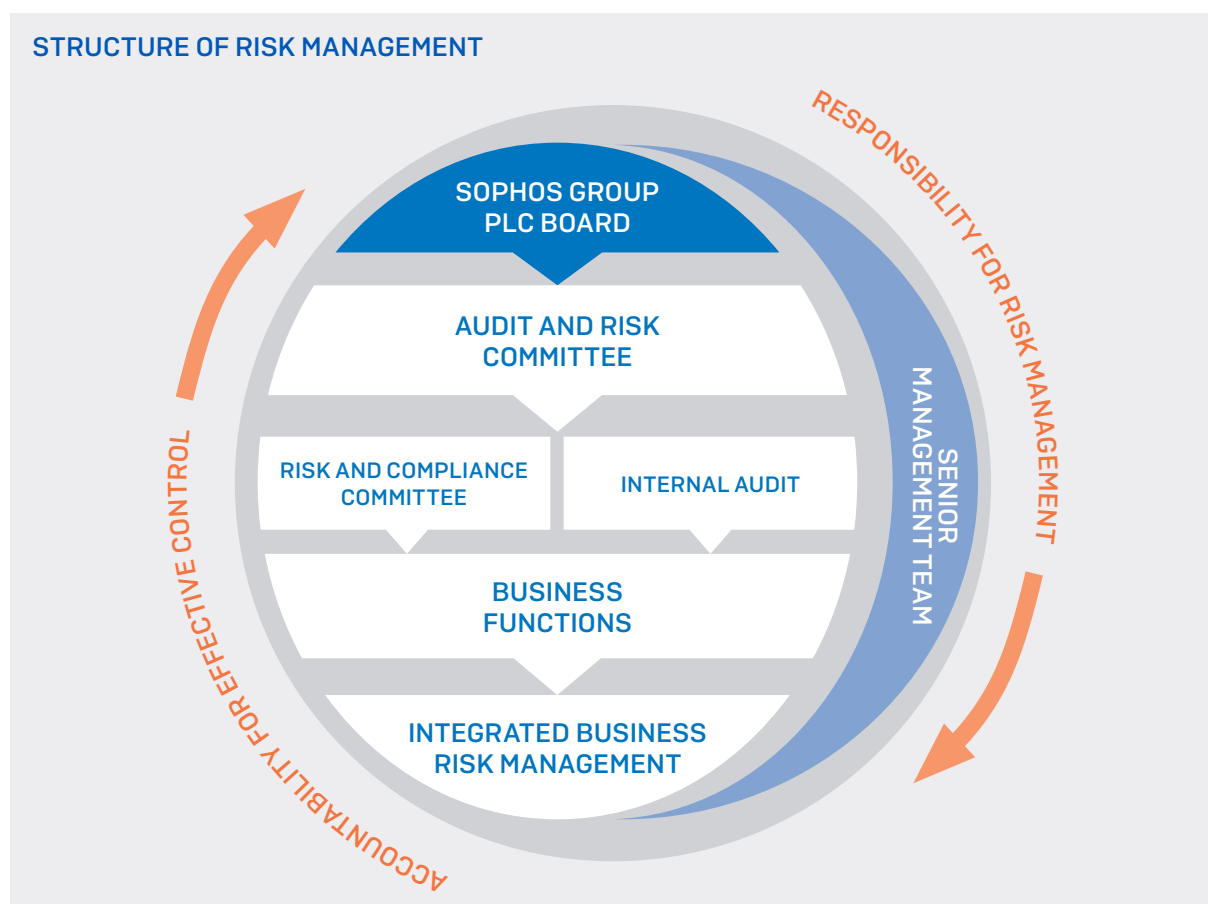 STRUCTURE OF RISK MANAGEMENT
RESPONSIBILITY FOR RISK MANAGEMENT
SOPHOS GROUP
PLC BOARD
AUDIT AND RISK
COMMITTEE
RISK AND COMPLIANCE
COMMITTEE
INTERNAL AUDIT
SENIOR
MANAGEMENT TEAM
BUSINESS
FUNCTIONS
INTEGRATED BUSINESS
RISK MANAGEMENT
ACCOUNTABILITY FOR EFFECTIVE CONTROL